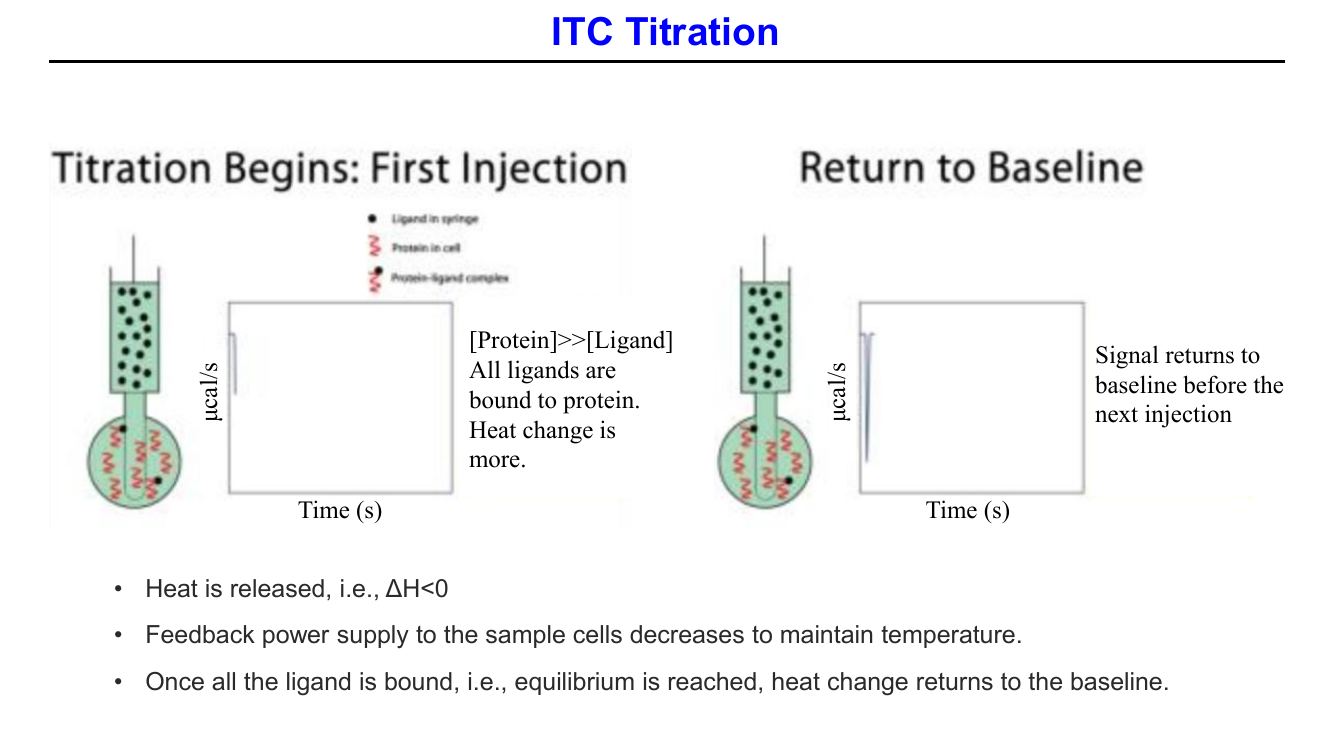 ITC Titration
Titration Begins: First Injection
Ligand in syringe
Protein in cell
Protein-ligand complex
µcal/s
[Protein]>>[Ligand]
All ligands are
bound to protein.
Heat change is
more.
Time (s)
Return to Baseline
µcal/s
Signal returns to
baseline before the
next injection
Time (s)
• Heat is released, i.e., ΔH<0
• Feedback power supply to the sample cells decreases to maintain temperature.
• Once all the ligand is bound, i.e., equilibrium is reached, heat change returns to the baseline.